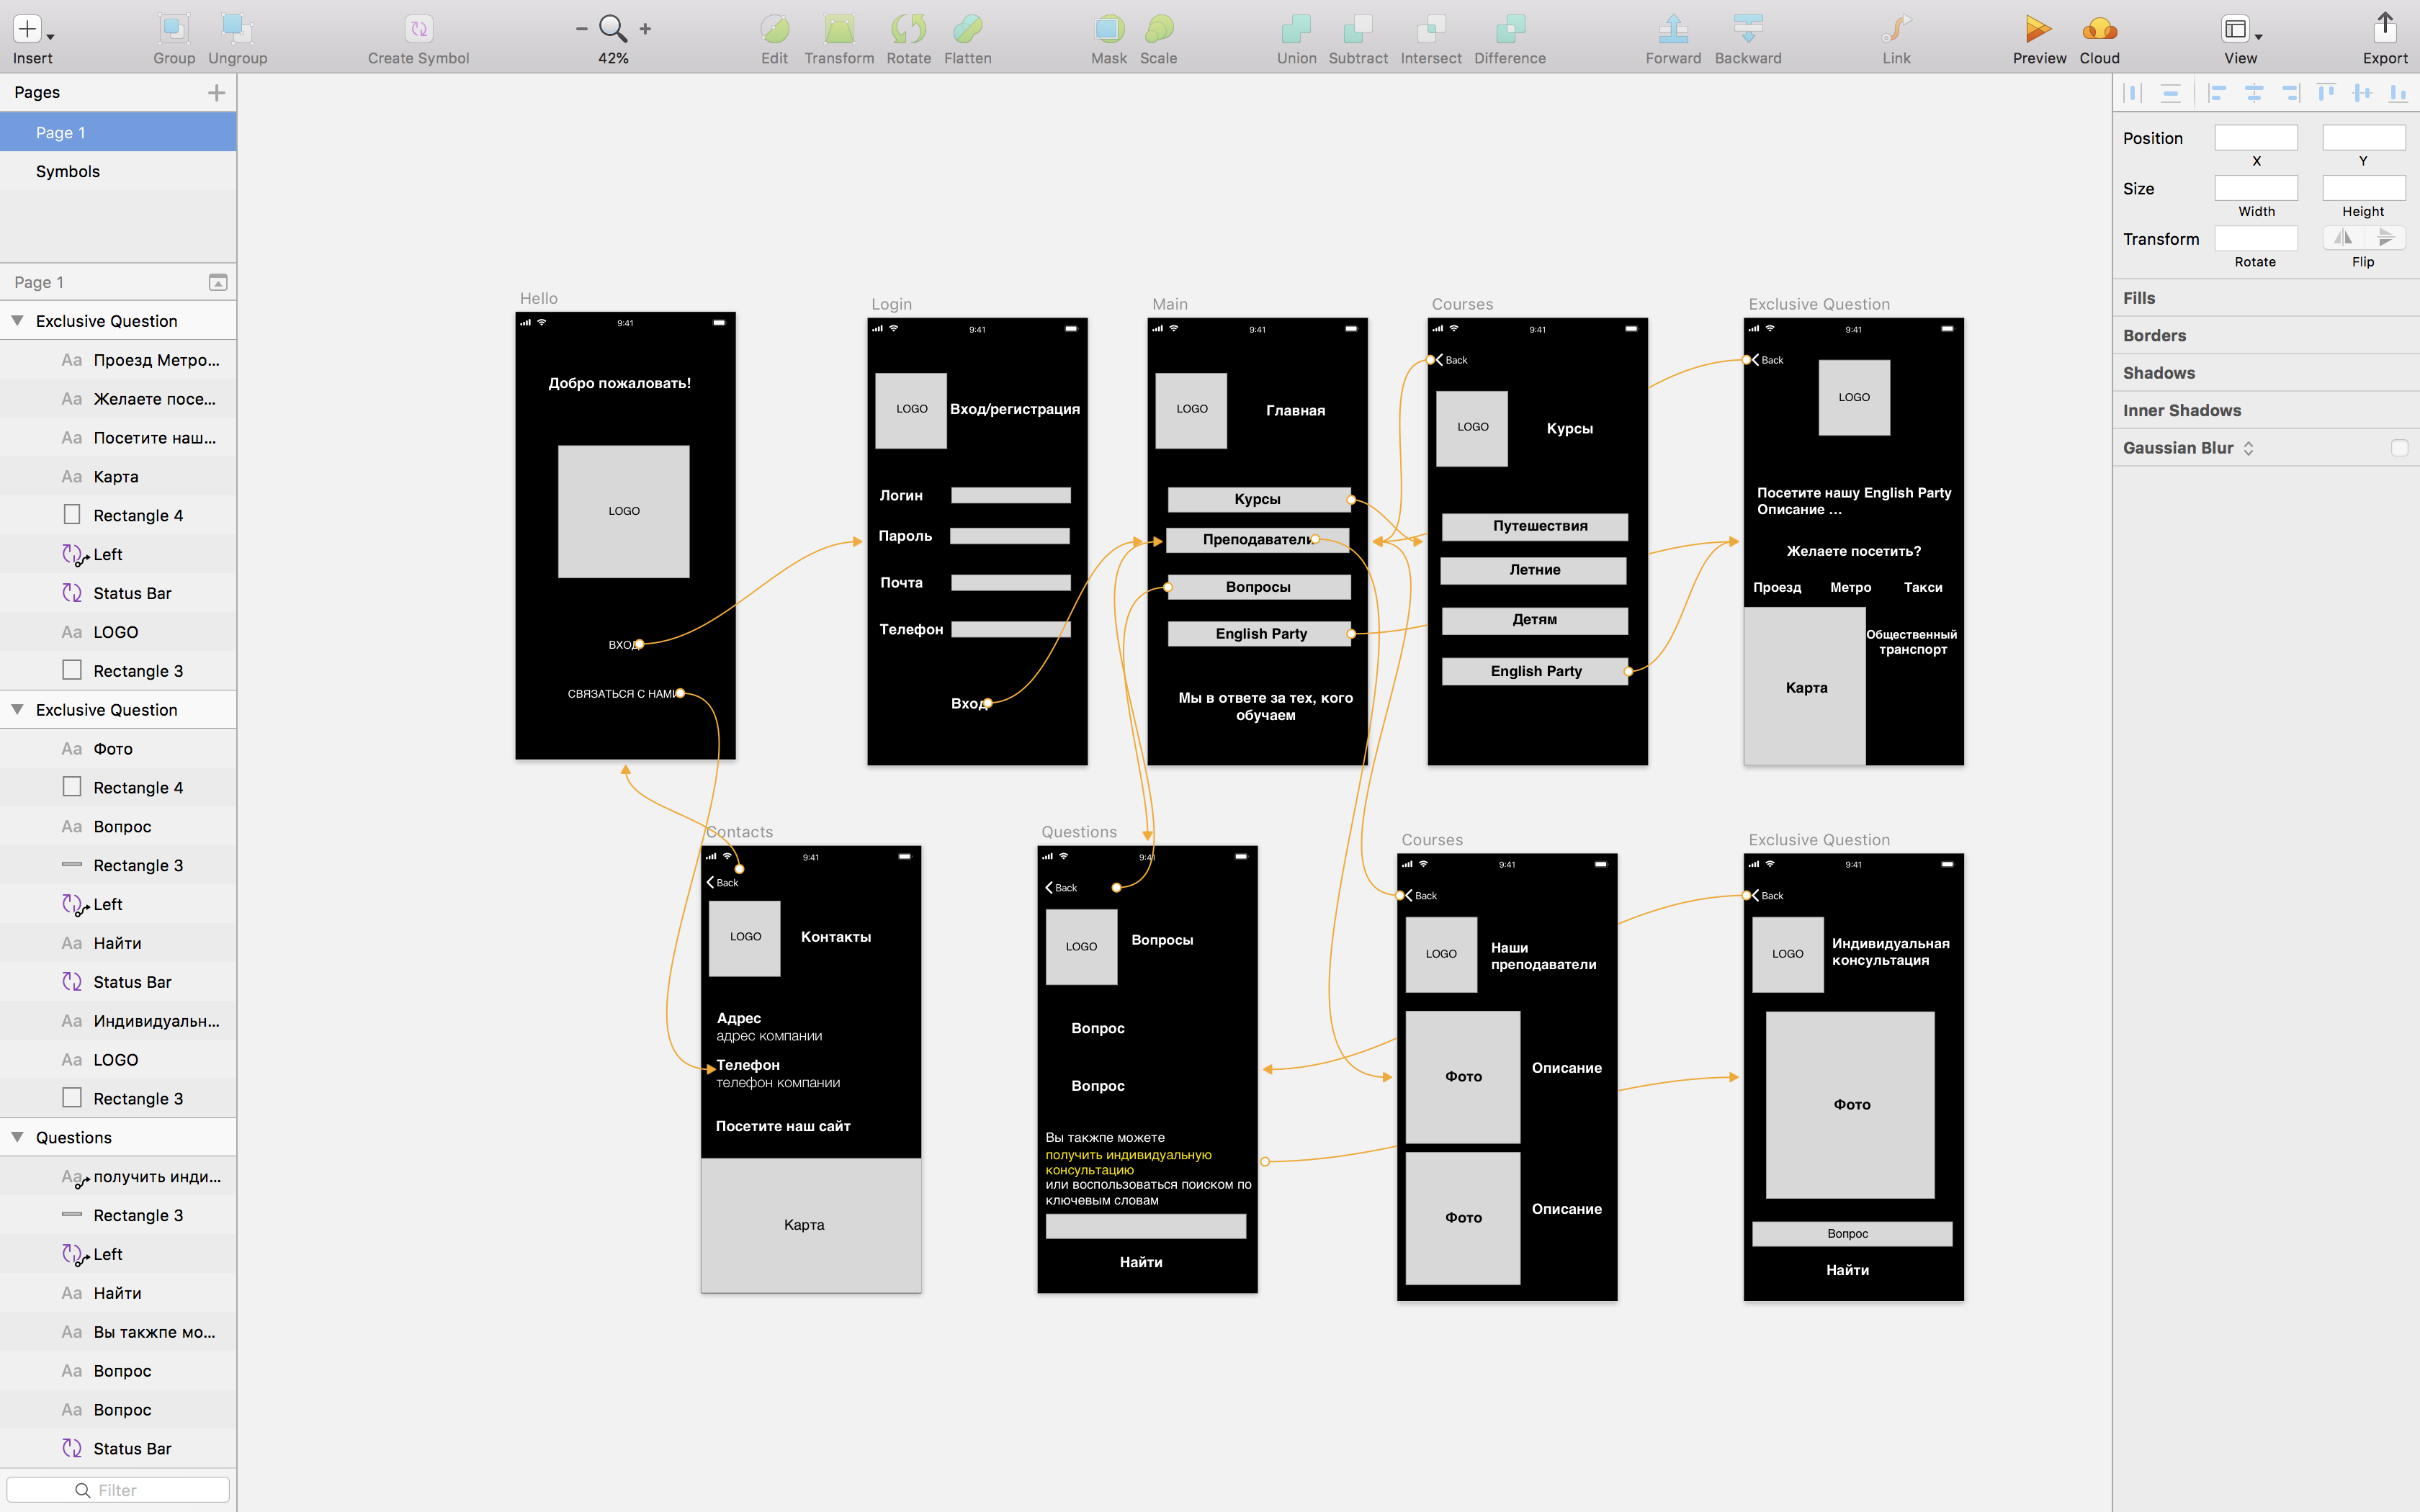 Insert
Group
Ungroup
Create Symbol
42%
Edit
Transform
Rotate
Flatten
Mask
Scale
Union
Subtract
Intersect
Difference
Forward
Backward
Link
Preview
Cloud
View
Export
Pages
Page 1
Symbols
Page 1
Exclusive Question
Aa Проезд Метро...
Aa Желаете посе...
Aa Посетите наш...
Aa Карта
Rectangle 4
Left
Status Bar
Aa LOGO
Rectangle 3
Exclusive Question
Aa Фото
Rectangle 4
Aa Вопрос
Rectangle 3
Left
Aa Найти
Status Bar
Aa Индивидуальн...
Aa LOGO
Rectangle 3
Questions
Aa получить инди...
Rectangle 3
Left
Aa Найти
Aa Вы такжпе мо...
Aa Вопрос
Aa Вопрос
Status Bar
Filter
Hello
9:41
Добро пожаловать!
LOGO
ВХОД
СВЯЗАТЬСЯ С НАМИ
Login
9:41
LOGO
Вход/регистрация
Логин
Пароль
Почта
Телефон
Вход
Main
9:41
LOGO
Главная
Курсы
Преподаватели
Вопросы
English Party
Мы в ответе за тех, кого
обучаем
Courses
9:41
Back
LOGO
Курсы
Путешествия
Летние
Детям
English Party
Exclusive Question
9:41
Back
LOGO
Посетите нашу English Party
Описание ...
Желаете посетить?
Проезд Метро Такси
Общественный
транспорт
Карта
Contacts
9:41
Back
LOGO
Контакты
Адрес
адрес компании
Телефон
телефон компании
Посетите наш сайт
Карта
Questions
9:41
Back
LOGO
Вопросы
Вопрос
Вопрос
Вы такжпе можете
получить индивидуальную
консультацию
или воспользоваться поиском по
ключевым словам
Найти
Courses
9:41
Back
LOGO
Наши
преподаватели
Фото
Описание
Фото
Описание
Exclusive Question
9:41
Back
LOGO
Индивидуальная
консультация
Фото
Вопрос
Найти
Position
X
Y
Size
Width
Height
Transform
Rotate
Flip
Fills
Borders
Shadows
Inner Shadows
Gaussian Blur